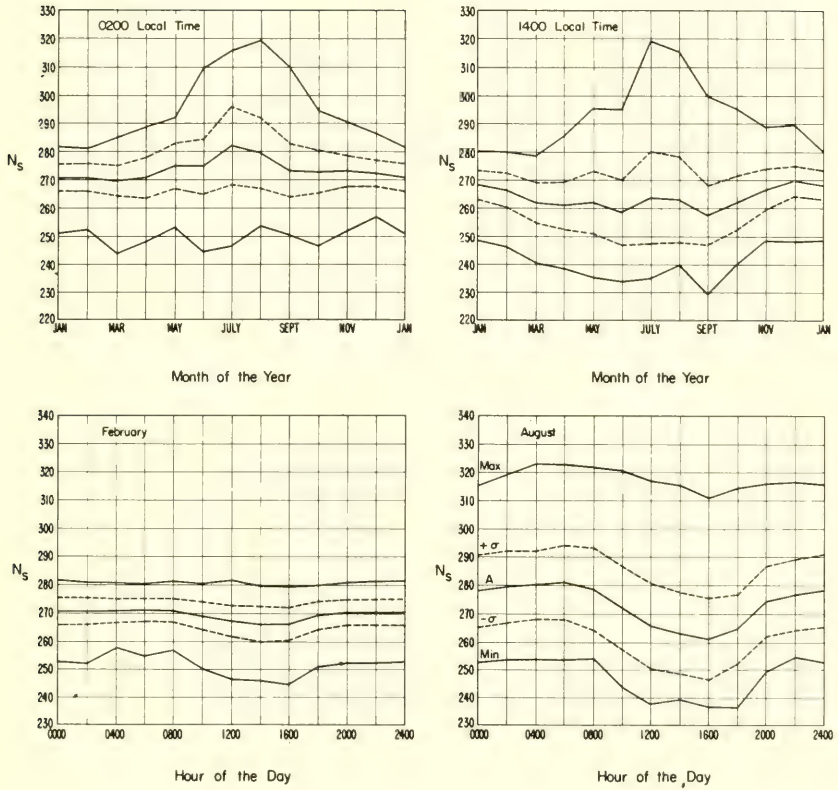 0200 Local Time
330
320
310
300
290
280
270
260
250
240
230
220
Ns
JAN MAR MAY JULY SEPT NOV JAN
Month of the Year
1400 Local Time
330
320
310
300
290
280
270
260
250
240
230
220
Ns
JAN MAR MAY JULY SEPT NOV JAN
Month of the Year
February
340
330
320
310
300
290
280
270
260
250
240
230
Ns
0000 0400 0800 1200 1600 2000 2400
Hour of the Day
August
340
330
320
310
300
290
280
270
260
250
240
230
Ns
Max
+σ
A
-σ
Min
0000 0400 0800 1200 1600 2000 2400
Hour of the Day